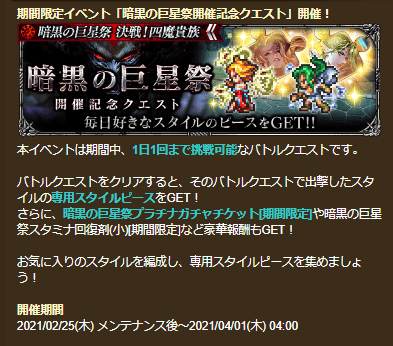 期間限定イベント「暗黒の巨星祭開催記念クエスト」開催！
暗黒の巨星祭 決戦!四魔貴族
暗黒の巨星祭
開催記念クエスト
毎日好きなスタイルのピースをGET!!
本イベントは期間中、1日1回まで挑戦可能なバトルクエストです。
バトルクエストをクリアすると、そのバトルクエストで出撃したスタ
イルの専用スタイルピースをGET！
さらに、暗黒の巨星祭プラチナガチャチケット[期間限定]や暗黒の巨星
祭スタミナ回復剤(小)[期間限定]など豪華報酬もGET！
お気に入りのスタイルを編成し、専用スタイルピースを集めましょ
う！
開催期間
2021/02/25(木) メンテナンス後～2021/04/01(木) 04:00